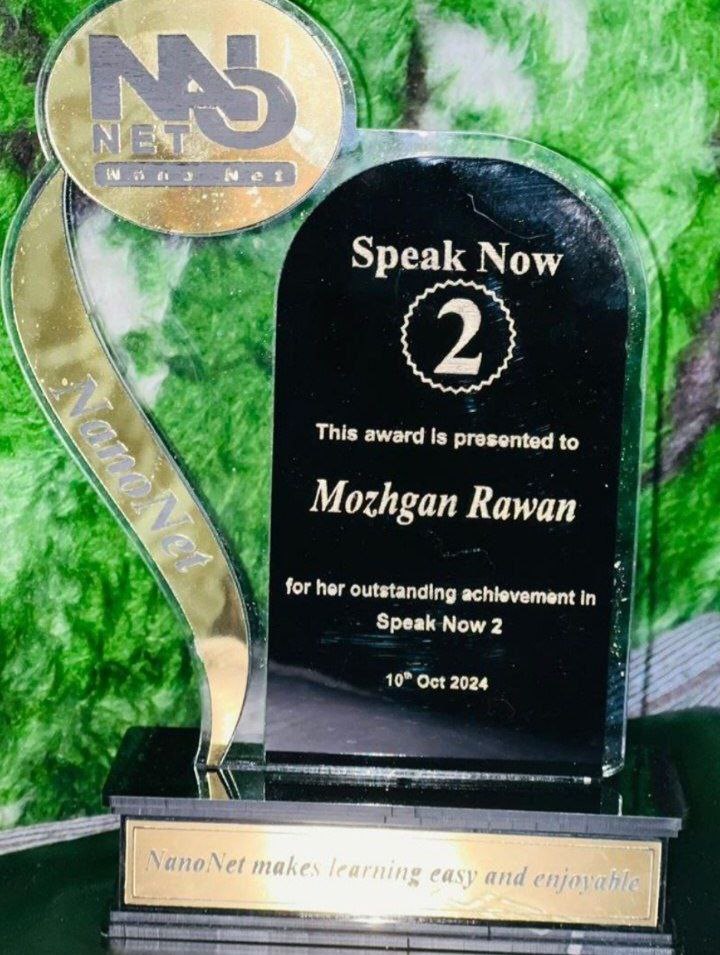 NANO
NET
Nano Net
NanoNet
Speak Now
2
This award is presented to
Mozhgan Rawan
for her outstanding achievement in
Speak Now 2
10th Oct 2024
NanoNet makes learning easy and enjoyable